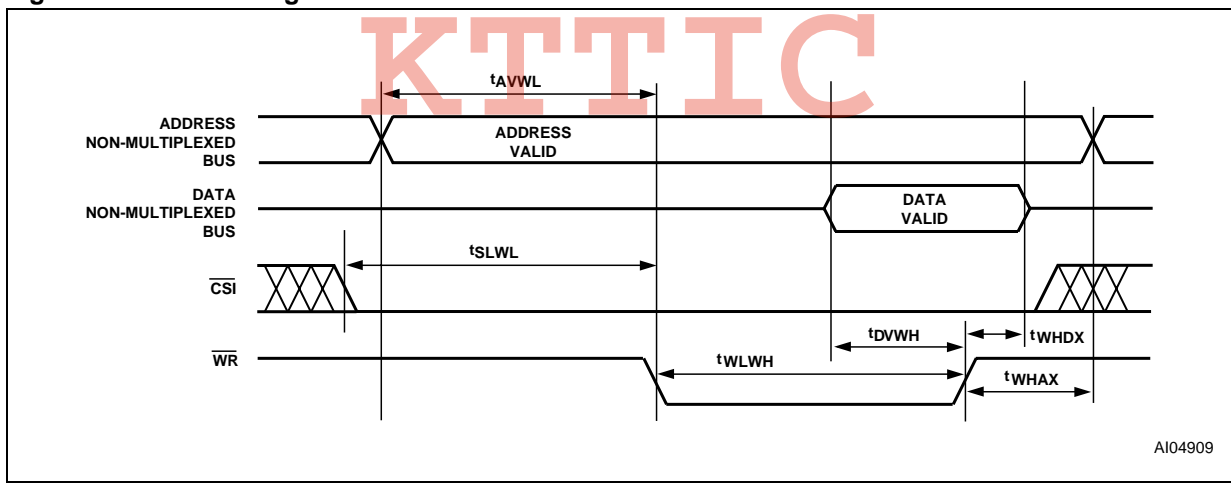 KTTIC
tAVWL
ADDRESS
NON-MULTIPLEXED
BUS
ADDRESS
VALID
DATA
NON-MULTIPLEXED
BUS
DATA
VALID
tSLWL
CSI
tDVWH
tWHDX
WR
tWLWH
tWHAX
AI04909